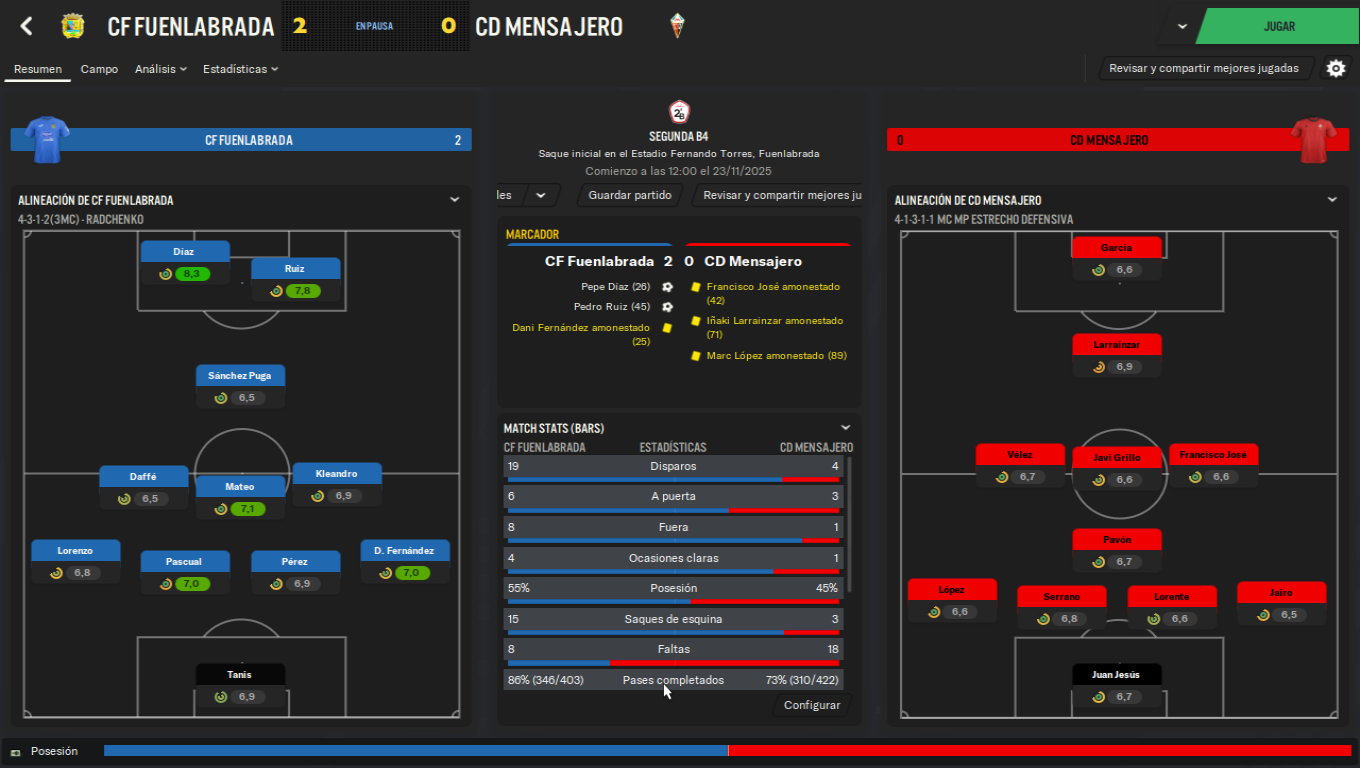 CF FUENLABRADA 2 EN PAUSA 0 CD MENSAJERO
JUGAR
Resumen Campo Análisis Estadísticas
Revisar y compartir mejores jugadas
CF FUENLABRADA 2
2ªB
SEGUNDA B4
Saque inicial en el Estadio Fernando Torres, Fuenlabrada
Comienzo a las 12:00 el 23/11/2025
les Guardar partido Revisar y compartir mejores ju
0 CD MENSAJERO
ALINEACIÓN DE CF FUENLABRADA
4-3-1-2(3MC) - RADCHENKO
Díaz
8,3
Ruiz
7,8
Sánchez Puga
6,5
Daffé
6,5
Mateo
7,1
Kleandro
6,9
Lorenzo
6,8
Pascual
7,0
Pérez
6,9
D. Fernández
7,0
Tanis
6,9
MARCADOR
CF Fuenlabrada 2 0 CD Mensajero
Pepe Díaz (26)
Pedro Ruiz (45)
Dani Fernández amonestado
(25)
Francisco José amonestado
(42)
Iñaki Larrainzar amonestado
(71)
Marc López amonestado (89)
MATCH STATS (BARS)
CF FUENLABRADA ESTADÍSTICAS CD MENSAJERO
19 Disparos 4
6 A puerta 3
8 Fuera 1
4 Ocasiones claras 1
55% Posesión 45%
15 Saques de esquina 3
8 Faltas 18
86% (346/403) Pases completados 73% (310/422)
Configurar
ALINEACIÓN DE CD MENSAJERO
4-1-3-1-1 MC MP ESTRECHO DEFENSIVA
García
6,6
Larrainzar
6,9
Vélez
6,7
Javi Grillo
6,6
Francisco José
6,6
Pavón
6,7
López
6,6
Serrano
6,8
Lorente
6,6
Jairo
6,5
Juan Jesús
6,7
Posesión